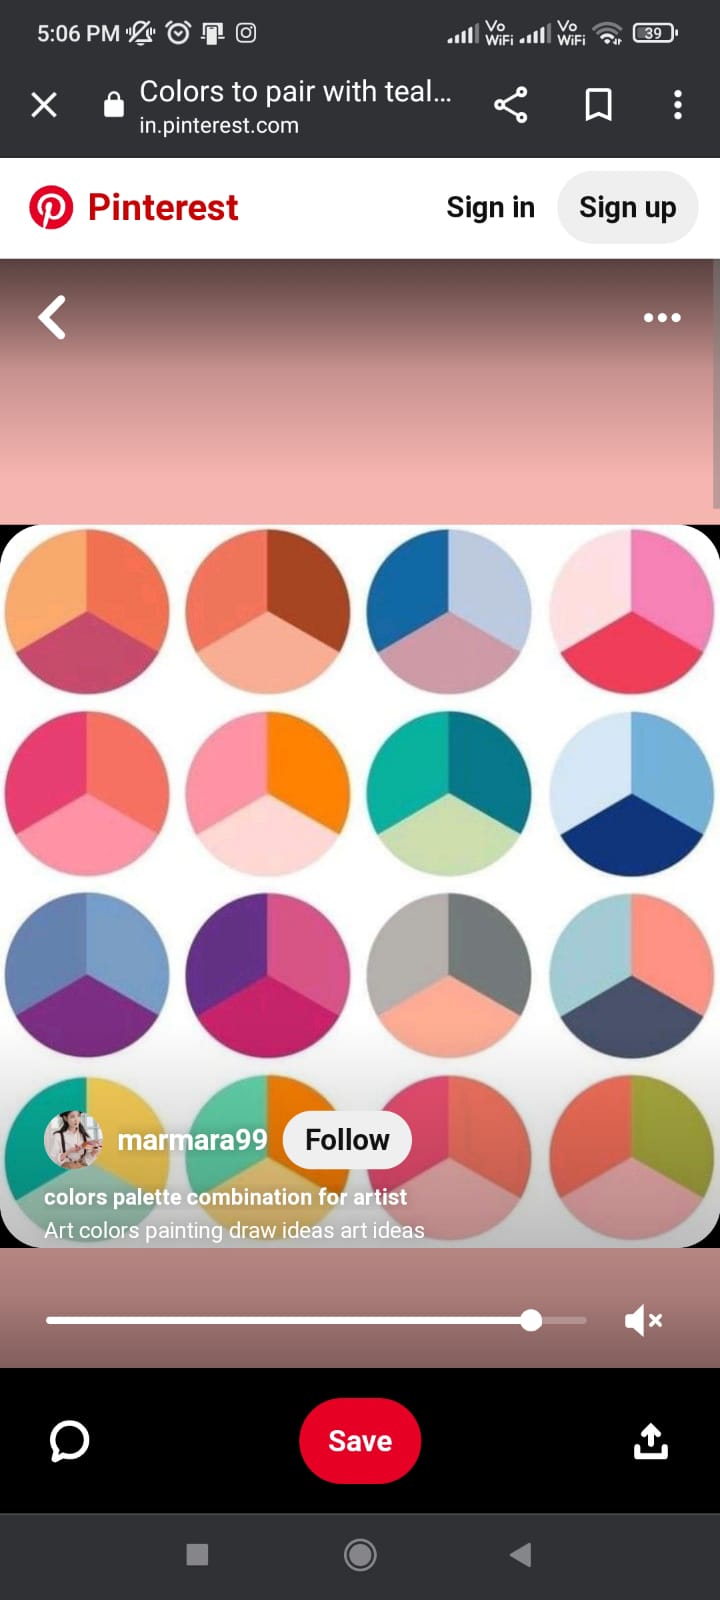 5:06 PM
Vo WiFi Vo WiFi 39
Colors to pair with teal...
in.pinterest.com
Pinterest Sign in Sign up
marmara99 Follow
colors palette combination for artist
Art colors painting draw ideas art ideas
Save